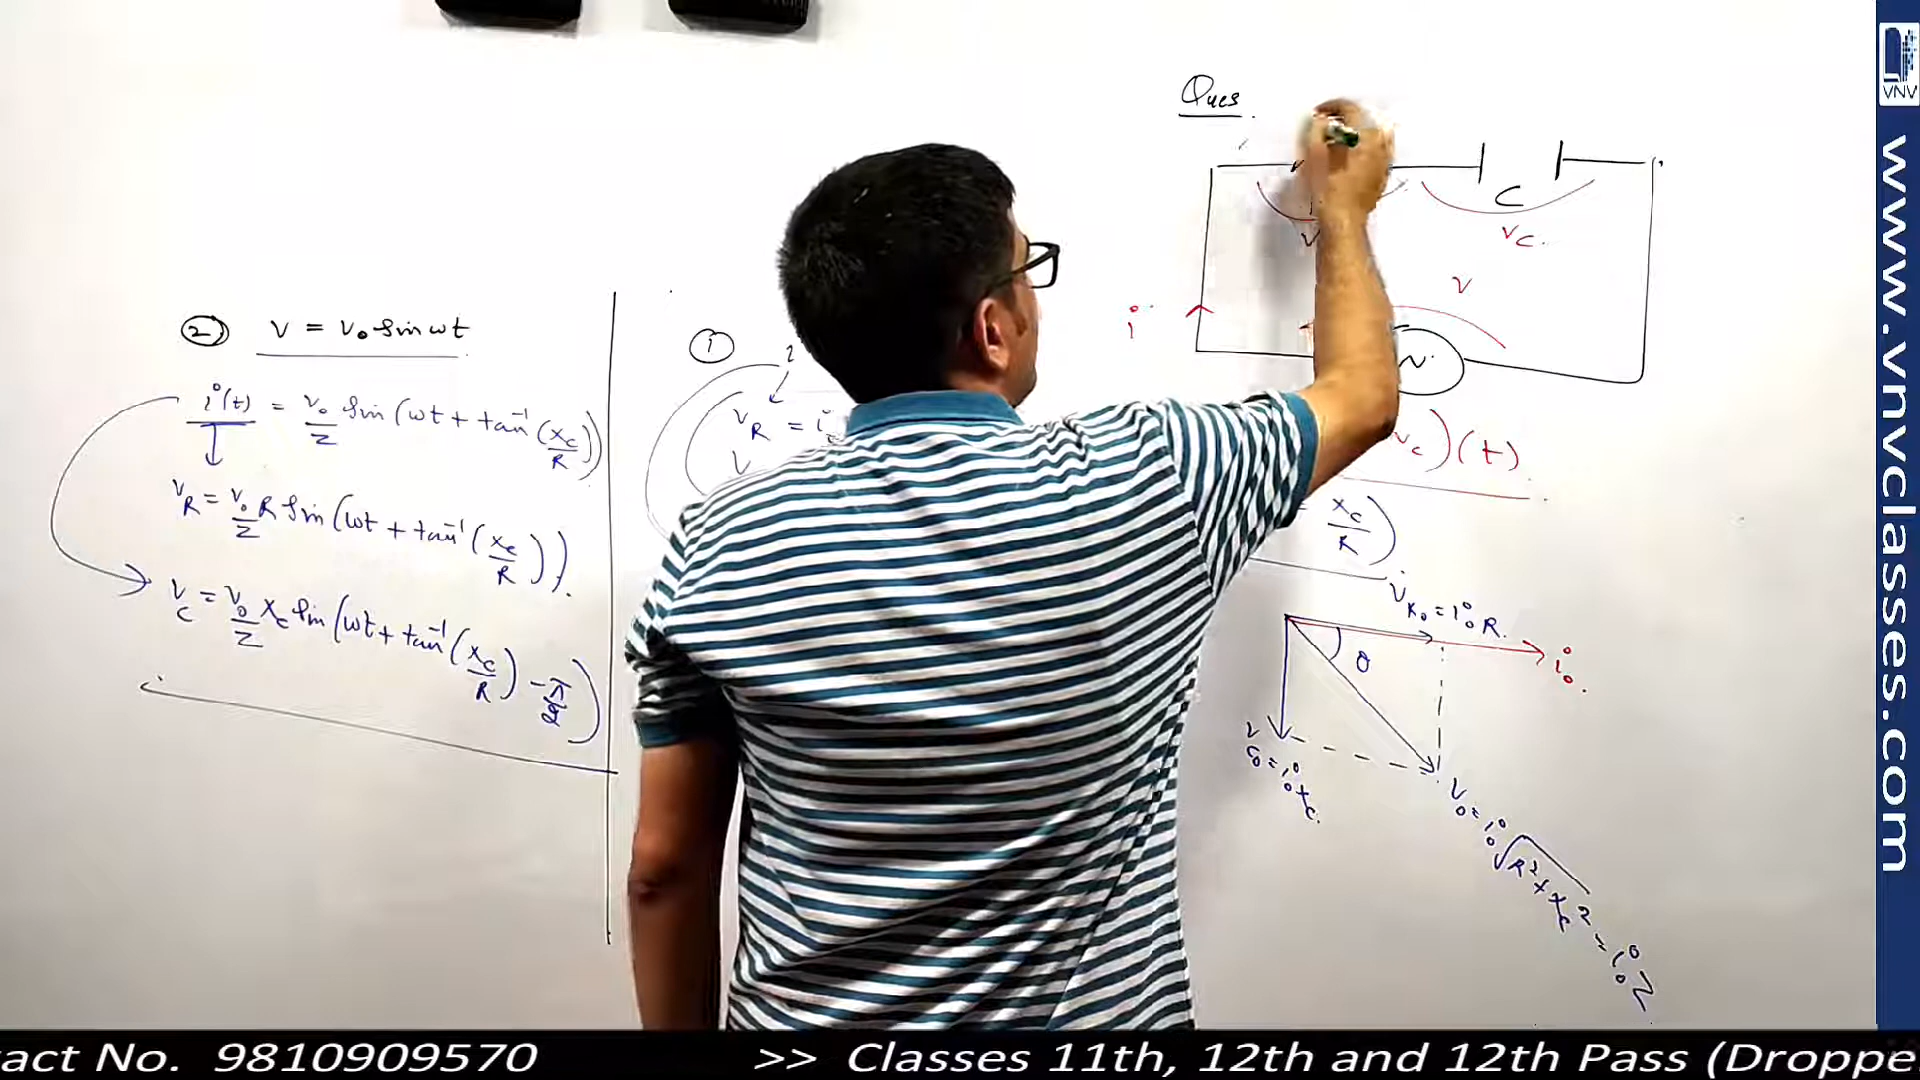 Ques.
C
V_C
V
i
~
② V = V₀ sin ωt
i(t) = V₀/Z sin(ωt + tan⁻¹(X_C/R))
V_R = V₀/Z R sin(ωt + tan⁻¹(X_C/R)).
V_C = V₀/Z X_C sin(ωt + tan⁻¹(X_C/R) - π/2)
①
V_R = i
V
V_C)(t)
X_C/R)
V_R₀ = i₀R.
θ
i₀.
V_C₀ = i₀X_C.
V₀ = i₀√(R² + X_C²) = i₀Z
VNV
www.vnvclasses.com
act No. 9810909570 >> Classes 11th, 12th and 12th Pass (Droppe